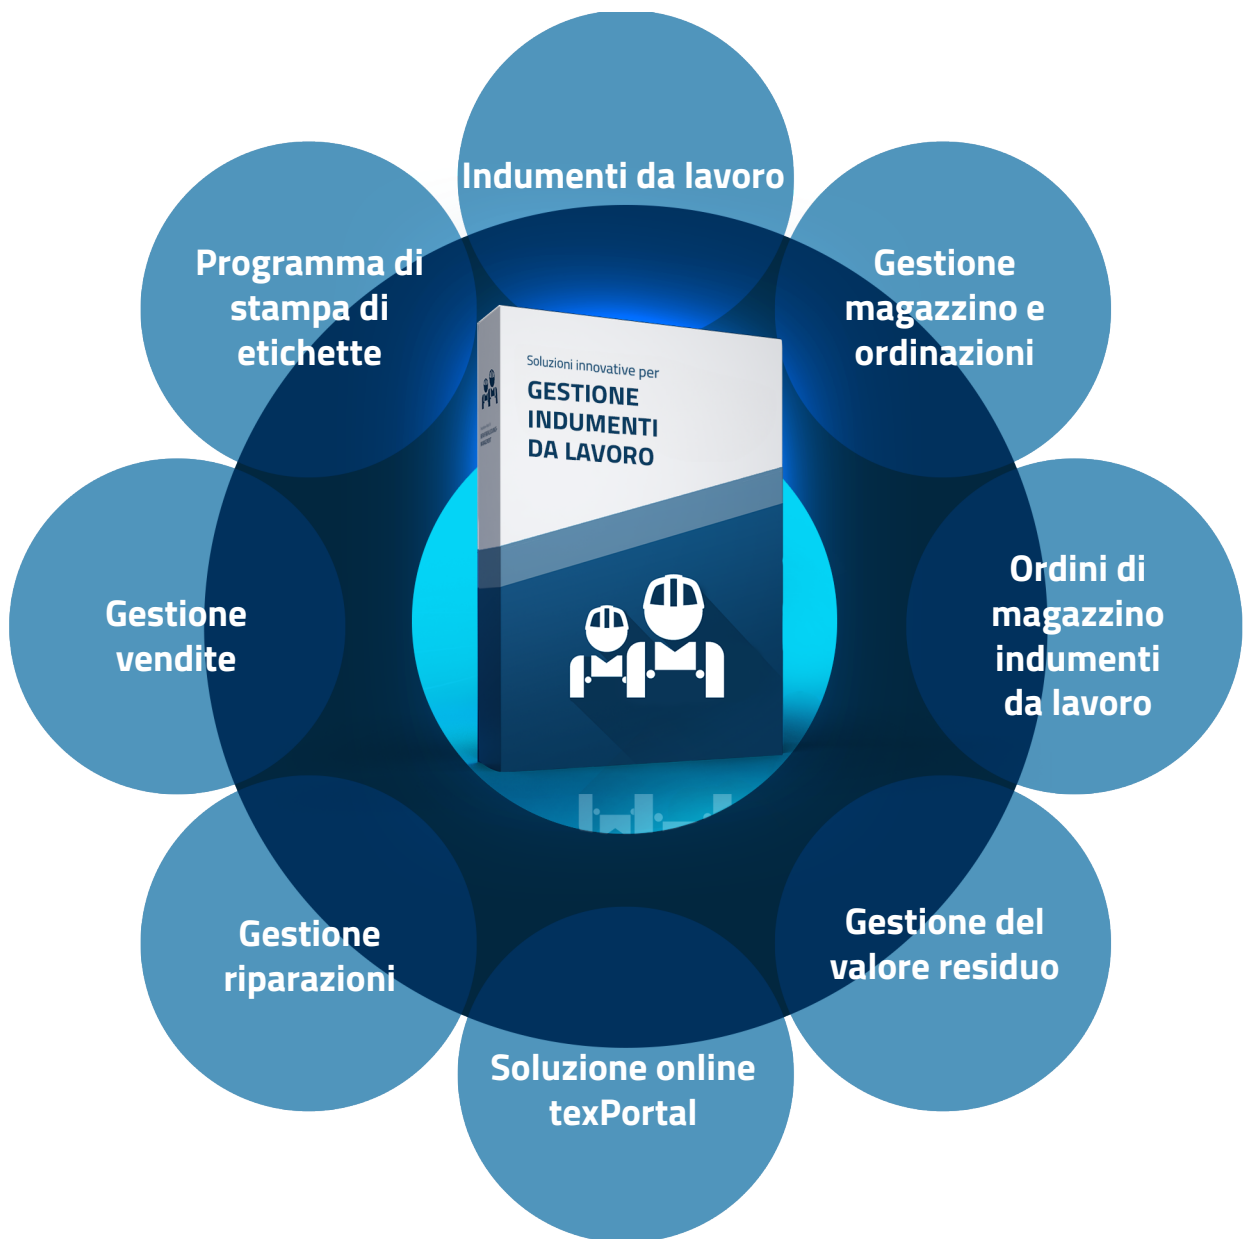 Indumenti da lavoro
Gestione
magazzino e
ordinazioni
Ordini di
magazzino
indumenti
da lavoro
Gestione del
valore residuo
Soluzione online
texPortal
Gestione
riparazioni
Gestione
vendite
Programma di
stampa di
etichette
Soluzioni innovative per
GESTIONE
INDUMENTI
DA LAVORO